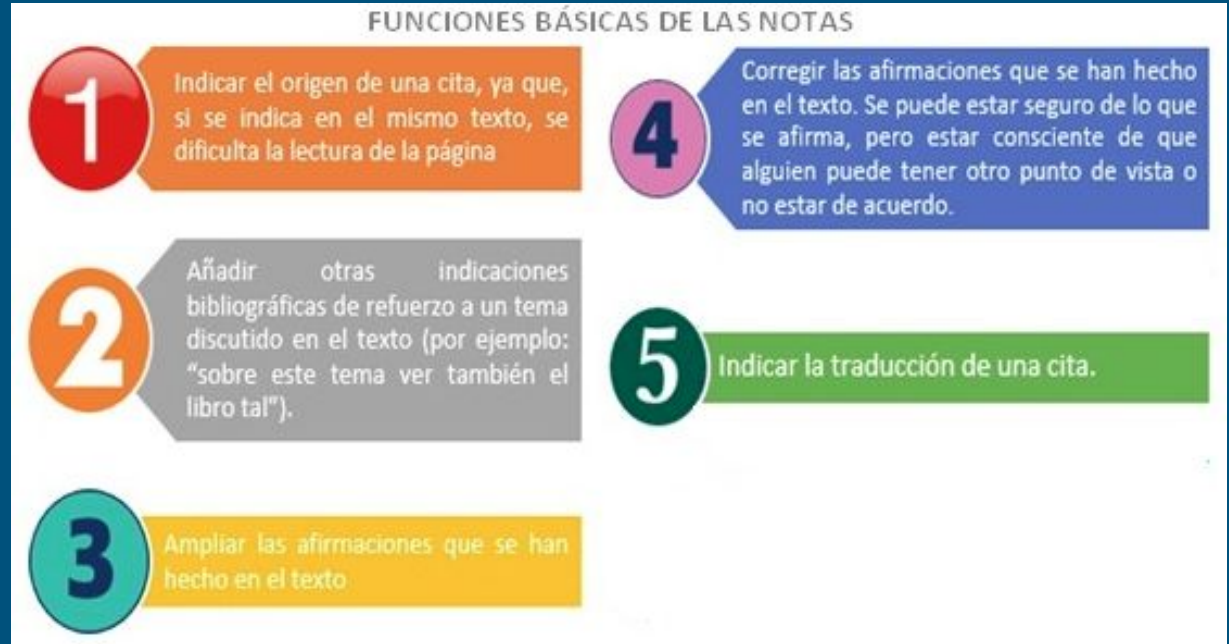 FUNCIONES BÁSICAS DE LAS NOTAS
1
Indicar el origen de una cita, ya que,
si se indica en el mismo texto, se
dificulta la lectura de la página
2
Añadir otras indicaciones
bibliográficas de refuerzo a un tema
discutido en el texto (por ejemplo:
“sobre este tema ver también el
libro tal”).
3
Ampliar las afirmaciones que se han
hecho en el texto
4
Corregir las afirmaciones que se han hecho
en el texto. Se puede estar seguro de lo que
se afirma, pero estar consciente de que
alguien puede tener otro punto de vista o
no estar de acuerdo.
5
Indicar la traducción de una cita.